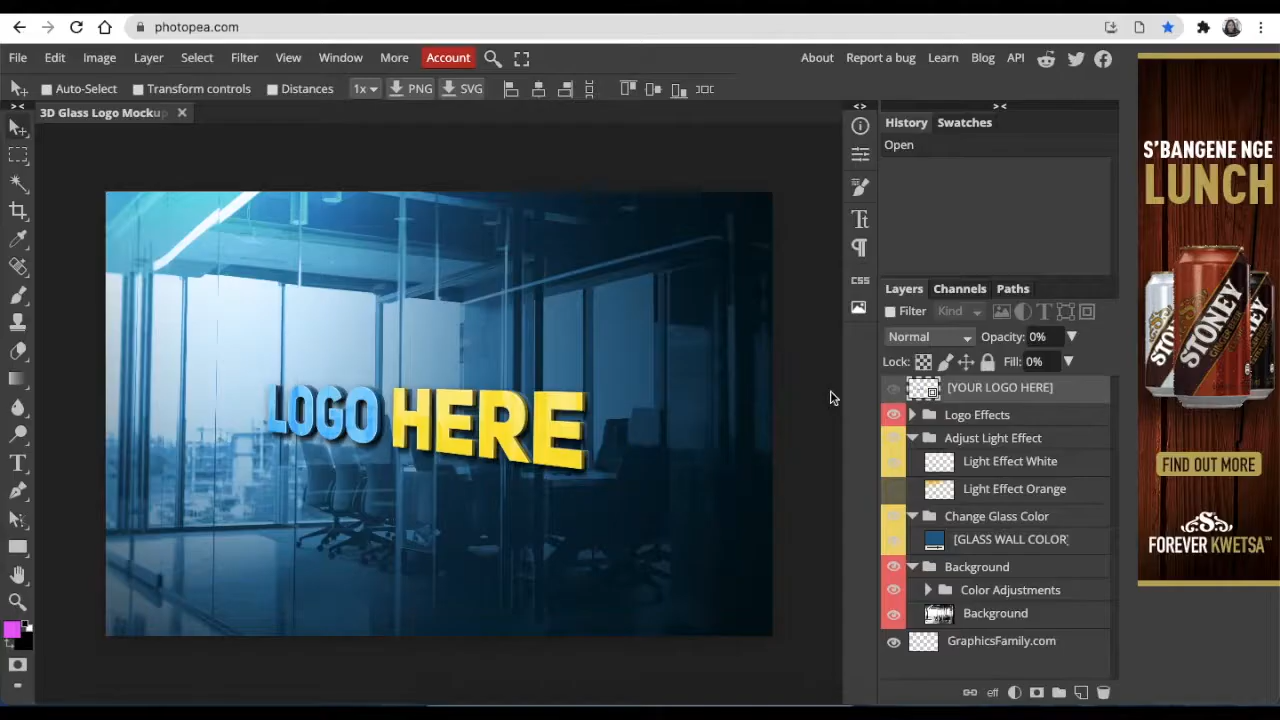 photopea.com
File Edit Image Layer Select Filter View Window More Account
About Report a bug Learn Blog API
Auto-Select Transform controls Distances 1x PNG SVG
3D Glass Logo Mockup
History Swatches
Open
Layers Channels Paths
Filter Kind
Normal Opacity: 0%
Lock: Fill: 0%
[YOUR LOGO HERE]
Logo Effects
Adjust Light Effect
Light Effect White
Light Effect Orange
Change Glass Color
[GLASS WALL COLOR]
Background
Color Adjustments
Background
GraphicsFamily.com
eff
CSS
LOGO HERE
S'BANGENE NGE
LUNCH
STONEY
FIND OUT MORE
FOREVER KWETSA™